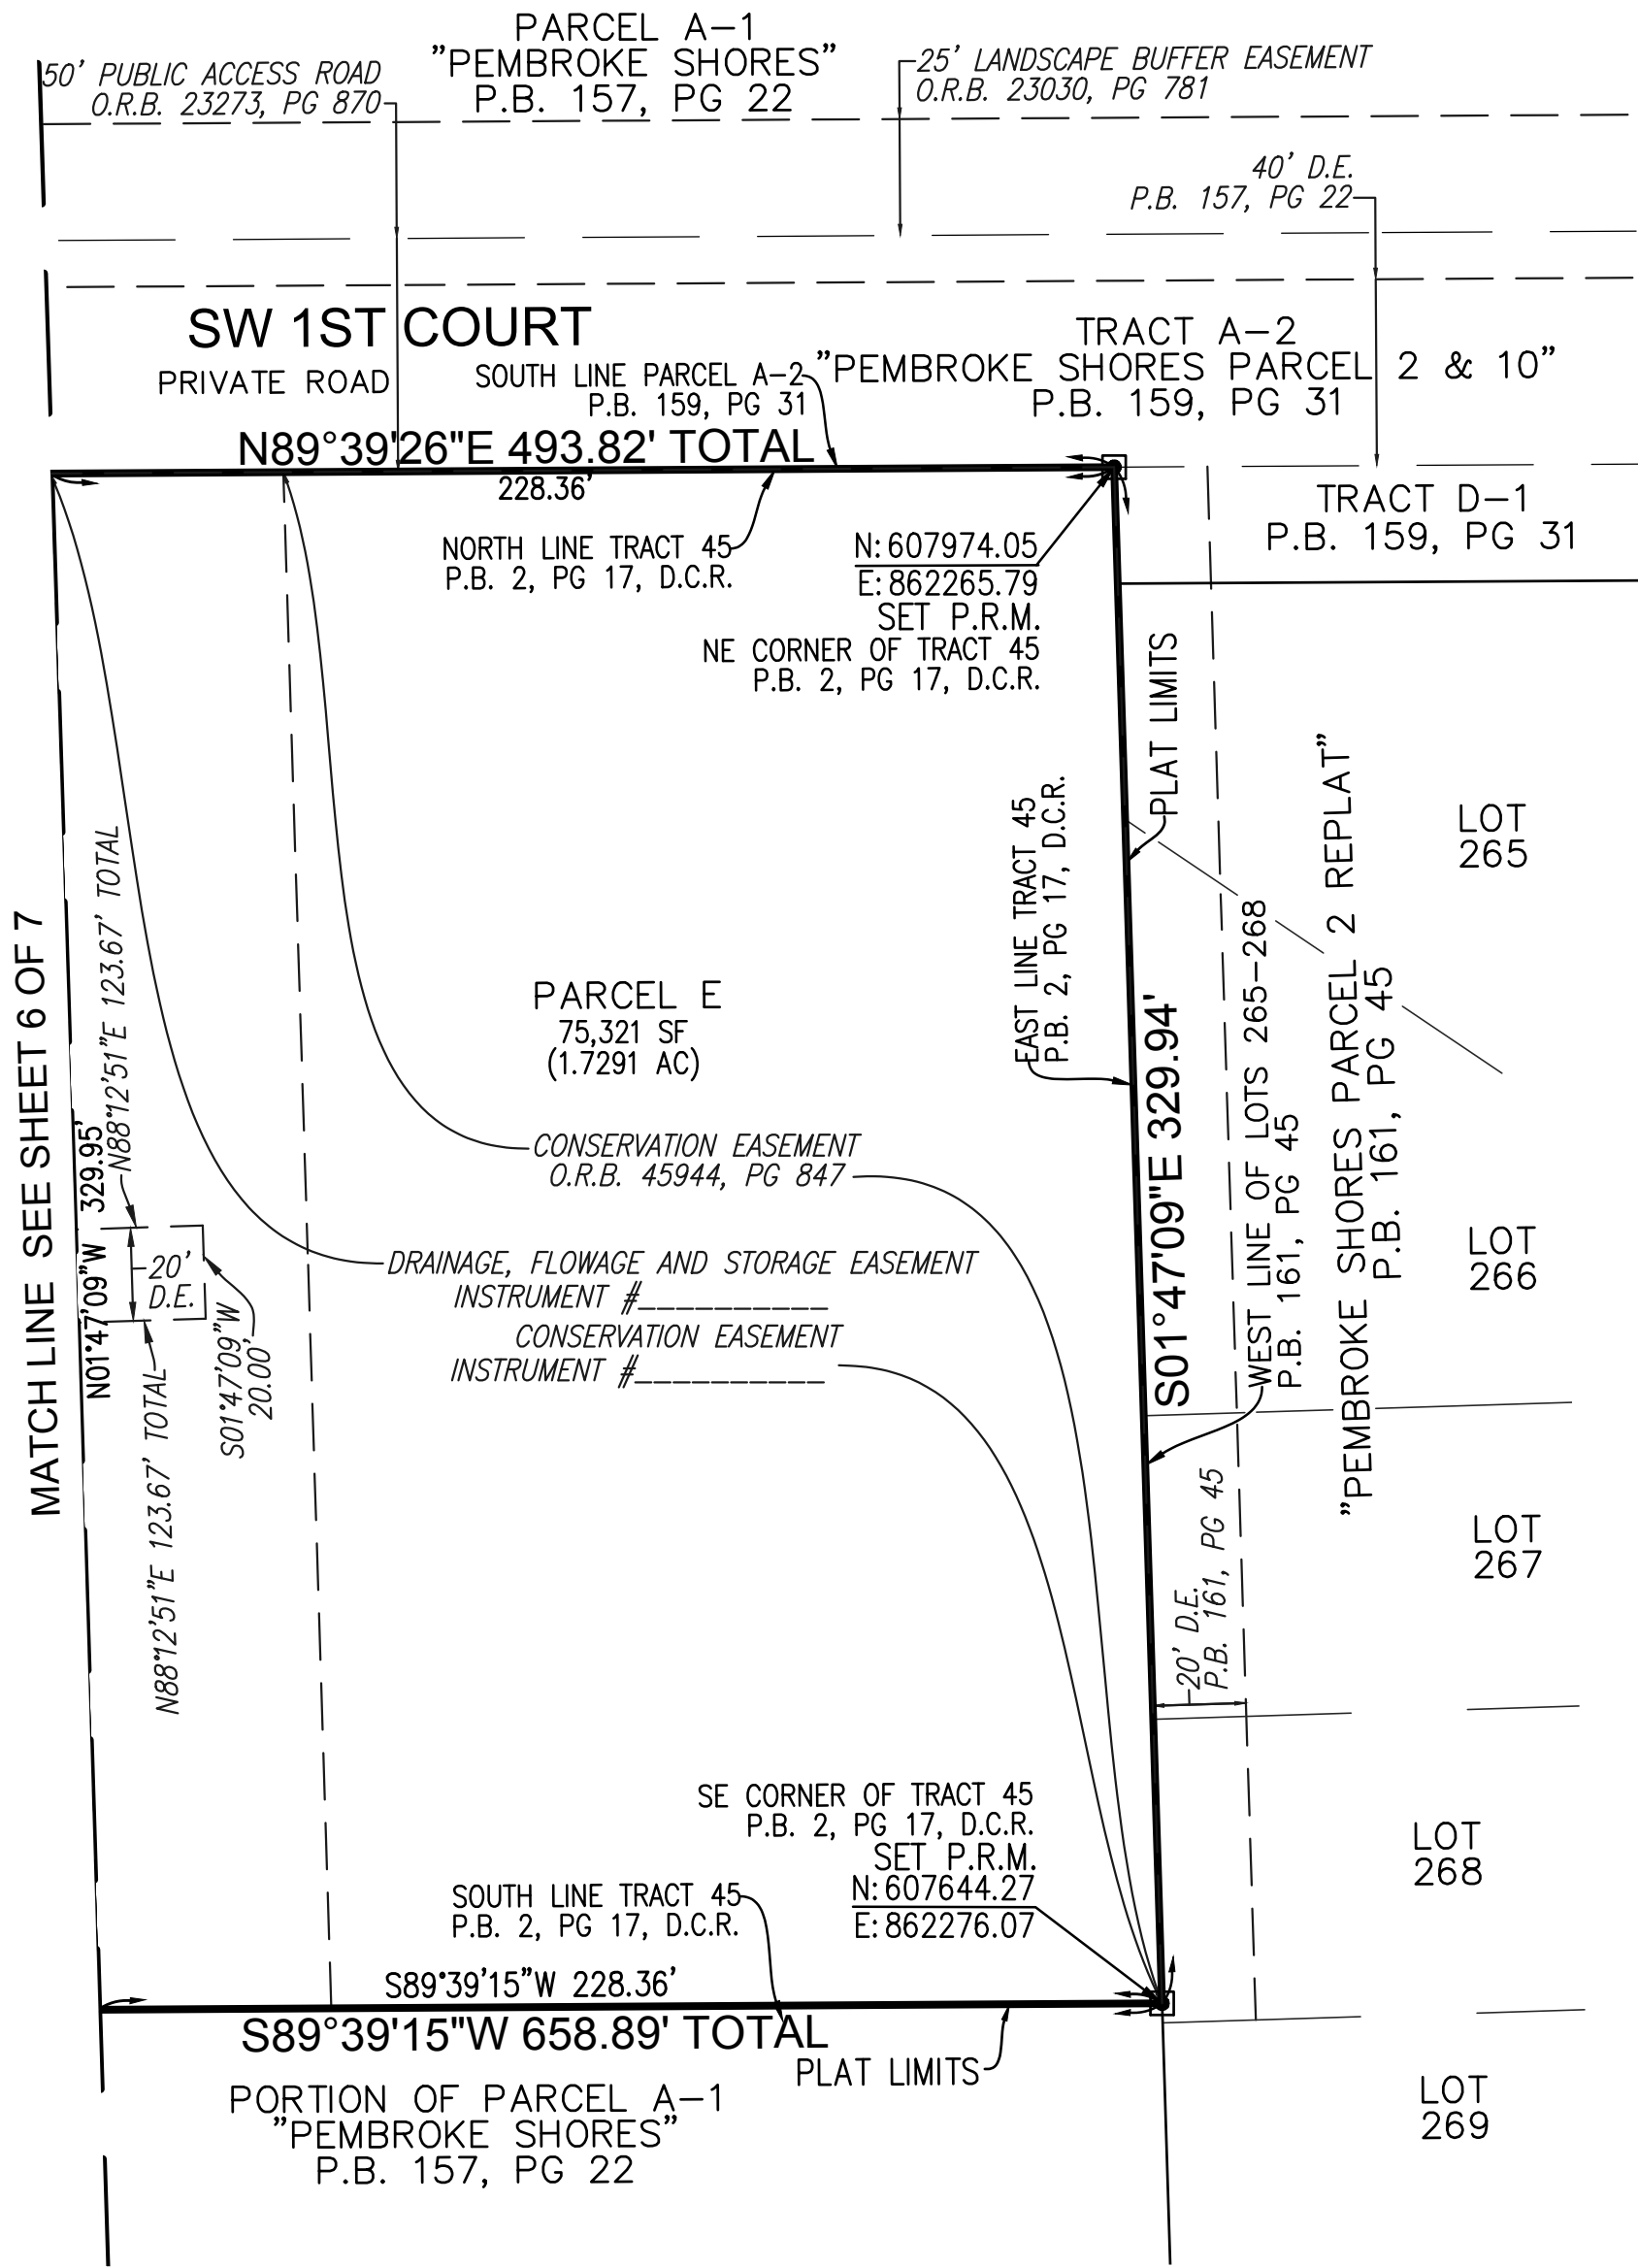 PARCEL A-1
"PEMBROKE SHORES"
P.B. 157, PG 22
50' PUBLIC ACCESS ROAD
O.R.B. 23273, PG 870
25' LANDSCAPE BUFFER EASEMENT
O.R.B. 23030, PG 781
40' D.E.
P.B. 157, PG 22
SW 1ST COURT
PRIVATE ROAD
SOUTH LINE PARCEL A-2
P.B. 159, PG 31
TRACT A-2
"PEMBROKE SHORES PARCEL 2 & 10"
P.B. 159, PG 31
N89°39'26"E 493.82' TOTAL
228.36'
TRACT D-1
P.B. 159, PG 31
NORTH LINE TRACT 45
P.B. 2, PG 17, D.C.R.
N: 607974.05
E: 862265.79
SET P.R.M.
NE CORNER OF TRACT 45
P.B. 2, PG 17, D.C.R.
PLAT LIMITS
EAST LINE TRACT 45
P.B. 2, PG 17, D.C.R.
S01°47'09"E 329.94'
WEST LINE OF LOTS 265-268
P.B. 161, PG 45
"PEMBROKE SHORES PARCEL 2 REPLAT"
P.B. 161, PG 45
LOT
265
LOT
266
LOT
267
LOT
268
LOT
269
MATCH LINE SEE SHEET 6 OF 7
N01°47'09"W 329.95'
N88°12'51"E 123.67' TOTAL
20'
D.E.
S01°47'09"W
20.00'
N88°12'51"E 123.67' TOTAL
PARCEL E
75,321 SF
(1.7291 AC)
CONSERVATION EASEMENT
O.R.B. 45944, PG 847
DRAINAGE, FLOWAGE AND STORAGE EASEMENT
INSTRUMENT #__________
CONSERVATION EASEMENT
INSTRUMENT #__________
20' D.E.
P.B. 161, PG 45
SE CORNER OF TRACT 45
P.B. 2, PG 17, D.C.R.
SET P.R.M.
N: 607644.27
E: 862276.07
SOUTH LINE TRACT 45
P.B. 2, PG 17, D.C.R.
S89°39'15"W 228.36'
S89°39'15"W 658.89' TOTAL
PLAT LIMITS
PORTION OF PARCEL A-1
"PEMBROKE SHORES"
P.B. 157, PG 22